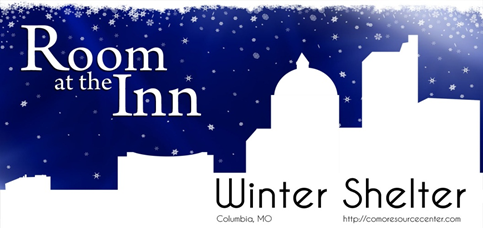 Room
at the
Inn
Winter Shelter
Columbia, MO
http://comoresourcecenter.com